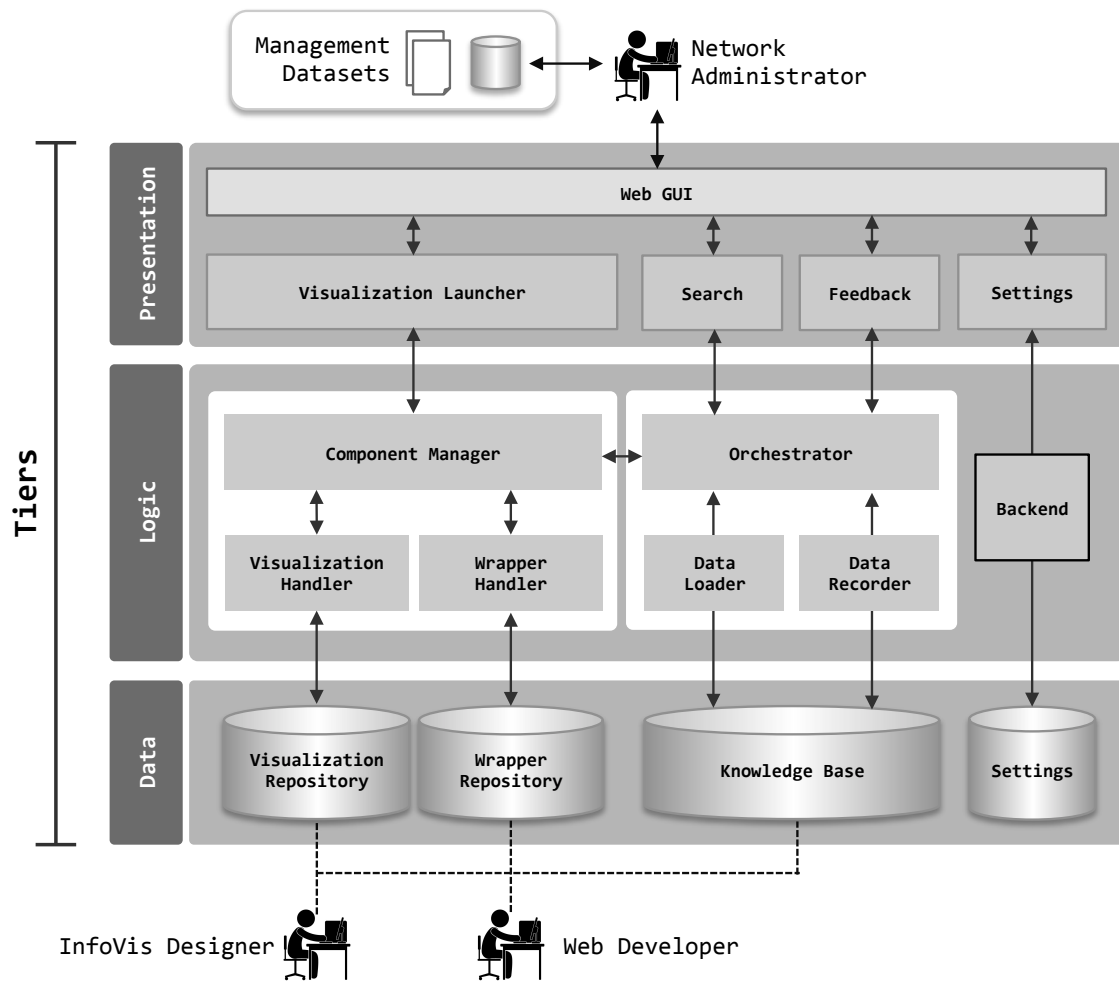 Management
Datasets
Network
Administrator
Tiers
Presentation
Web GUI
Visualization Launcher
Search
Feedback
Settings
Logic
Component Manager
Orchestrator
Backend
Visualization
Handler
Wrapper
Handler
Data
Loader
Data
Recorder
Data
Visualization
Repository
Wrapper
Repository
Knowledge Base
Settings
InfoVis Designer
Web Developer